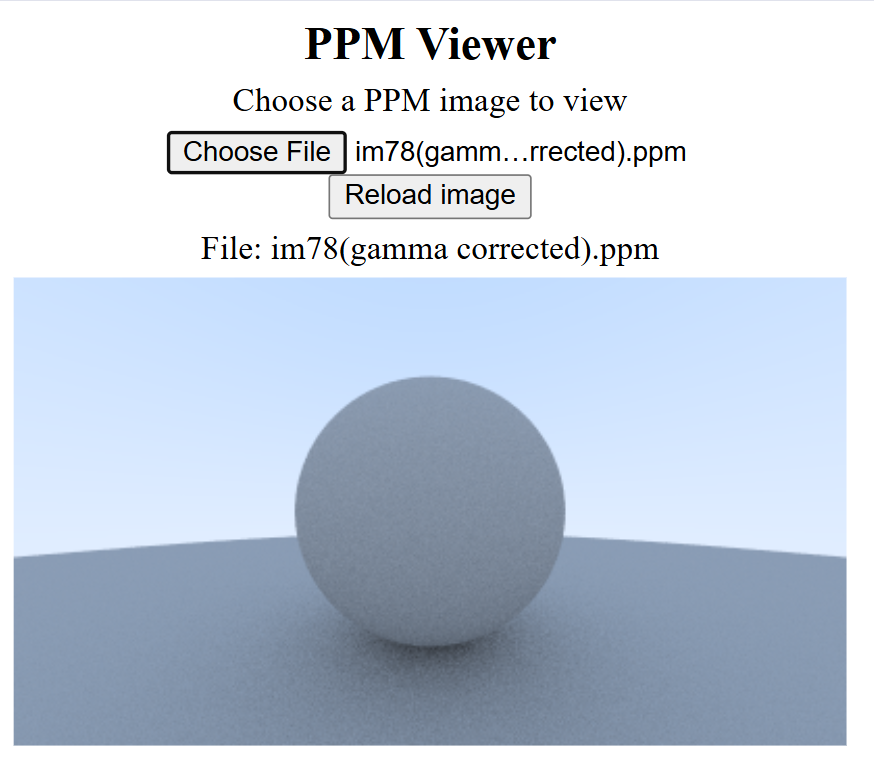 PPM Viewer
Choose a PPM image to view
Choose File im78(gamm…rrected).ppm
Reload image
File: im78(gamma corrected).ppm